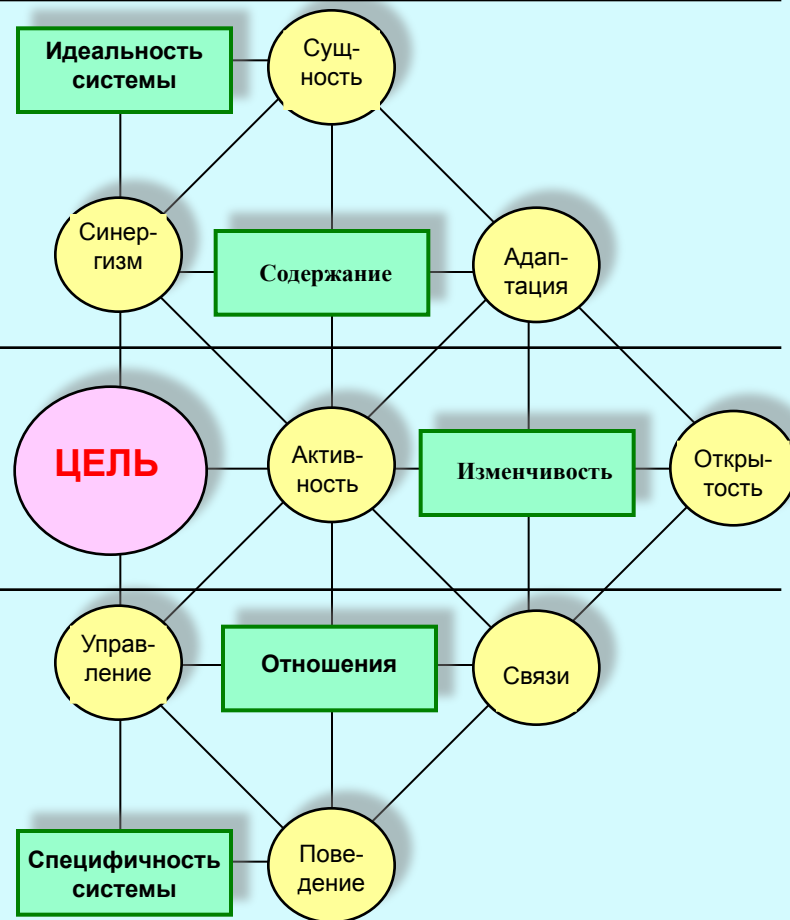 Идеальность
системы
Сущ-
ность
Синер-
гизм
Содержание
Адап-
тация
ЦЕЛЬ
Актив-
ность
Изменчивость
Откры-
тость
Управ-
ление
Отношения
Связи
Специфичность
системы
Пове-
дение